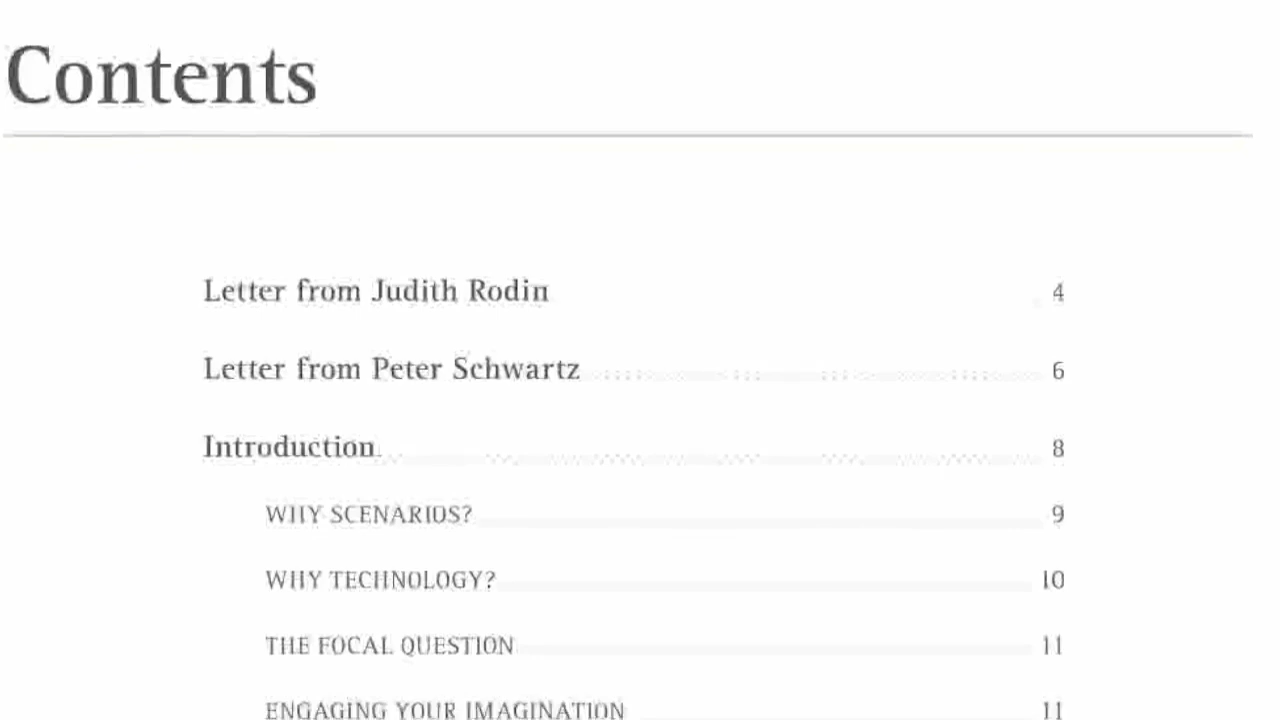 Contents
Letter from Judith Rodin 4
Letter from Peter Schwartz 6
Introduction 8
WHY SCENARIOS? 9
WHY TECHNOLOGY? 10
THE FOCAL QUESTION 11
ENGAGING YOUR IMAGINATION 11